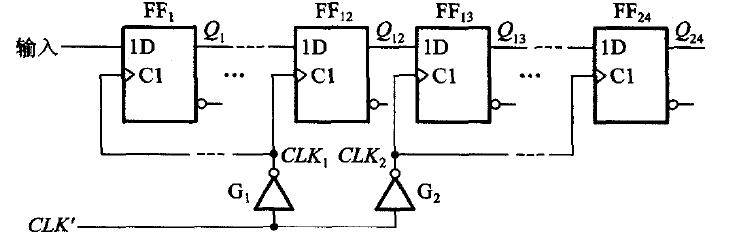 FF₁ FF₁₂ FF₁₃ FF₂₄
输入 1D Q₁ 1D Q₁₂ 1D Q₁₃ 1D Q₂₄
C1 ··· C1 C1 ··· C1
CLK₁ CLK₂
G₁ G₂
CLK'